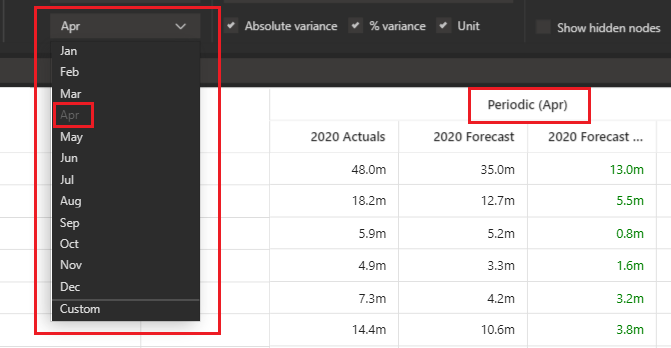 Apr
Absolute variance
% variance
Unit
Show hidden nodes
Jan
Feb
Mar
Apr
May
Jun
Jul
Aug
Sep
Oct
Nov
Dec
Custom
Periodic (Apr)
2020 Actuals 2020 Forecast 2020 Forecast ...
48.0m 35.0m 13.0m
18.2m 12.7m 5.5m
5.9m 5.2m 0.8m
4.9m 3.3m 1.6m
7.3m 4.2m 3.2m
14.4m 10.6m 3.8m